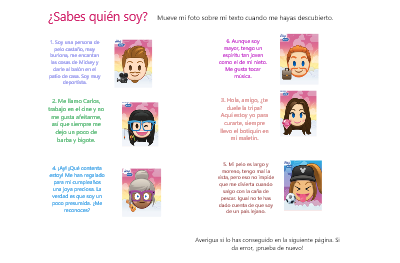 ¿Sabes quién soy?
Mueve mi foto sobre mi texto cuando me hayas descubierto.
1. Soy una persona de
pelo castaño, muy
burlona, me encantan
las cosas de Mickey y
darle al balón en el
patio de casa. Soy muy
deportista.
6. Aunque soy
mayor, tengo un
espíritu tan joven
como el de mi nieto.
Me gusta tocar
música.
2. Me llamo Carlos,
trabajo en el cine y no
me gusta afeitarme,
así que siempre me
dejo un poco de
barba y bigote.
3. Hola, amigo, ¿te
duele la tripa?
Aquí estoy yo para
curarte, siempre
llevo el botiquín en
mi maletín.
4. ¡Ay! ¡Qué contenta
estoy! Me han regalado
para mi cumpleaños
una joya preciosa. La
verdad es que soy un
poco presumida. ¿Me
reconoces?
5. Mi pelo es largo y
moreno, tengo mal la
vista, pero eso no impide
que me divierta cuando
salgo con la caña de
pescar. Igual no te has
dado cuenta de que soy
de un país lejano.
Averigua si lo has conseguido en la siguiente página. Si
da error, ¡prueba de nuevo!